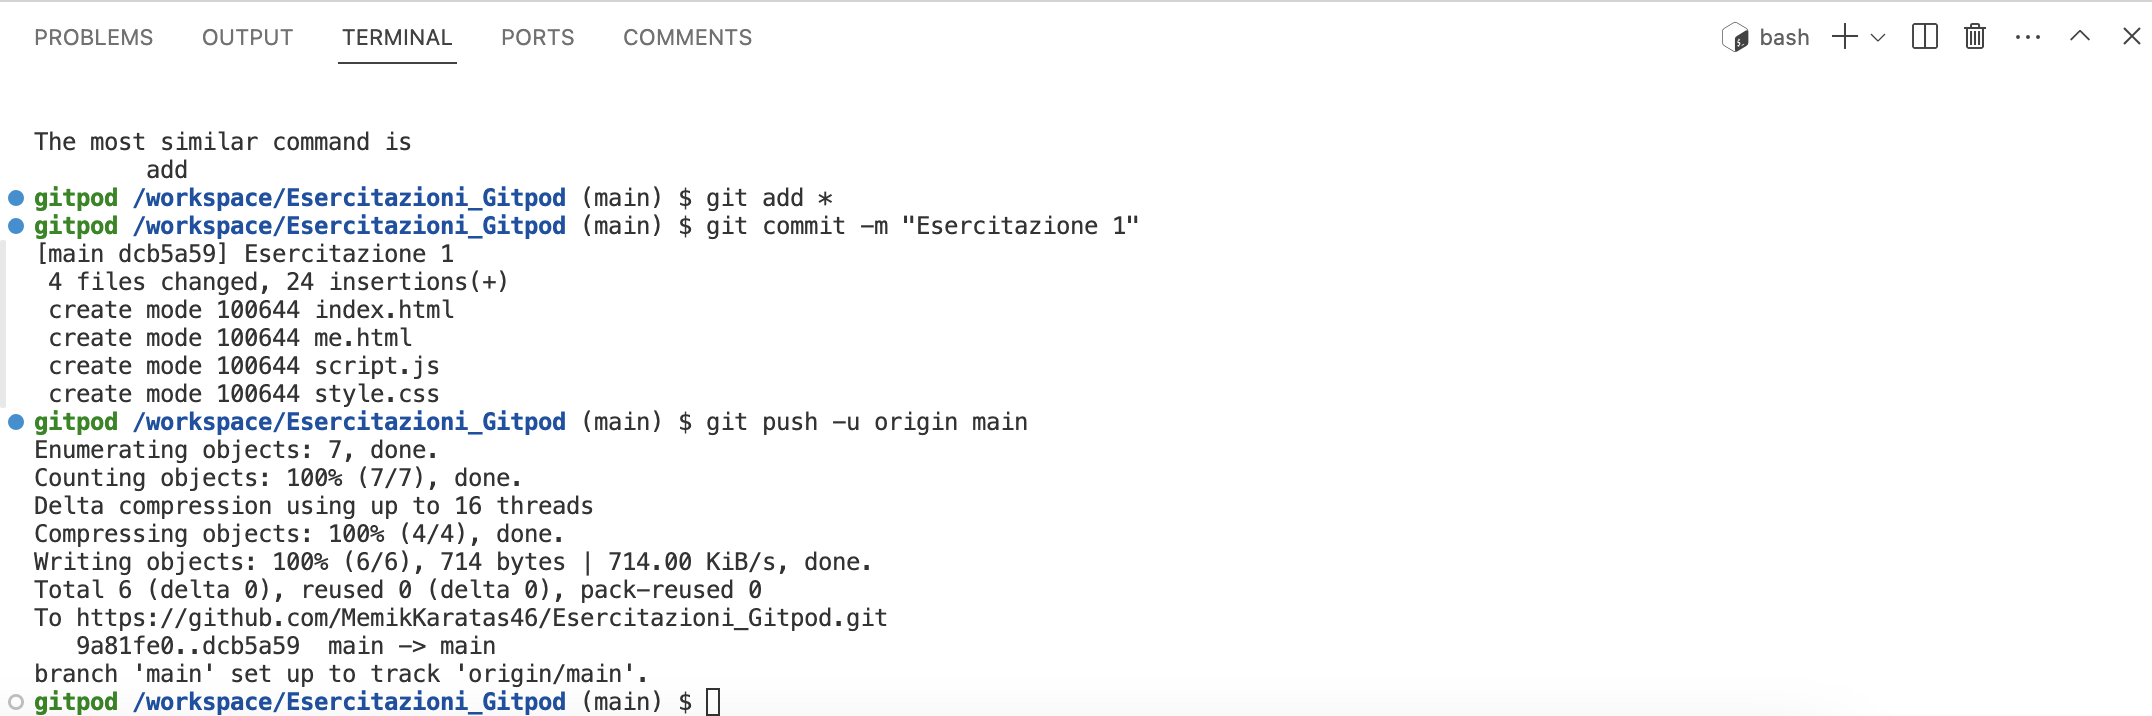 PROBLEMS OUTPUT TERMINAL PORTS COMMENTS bash
The most similar command is
        add
gitpod /workspace/Esercitazioni_Gitpod (main) $ git add *
gitpod /workspace/Esercitazioni_Gitpod (main) $ git commit -m "Esercitazione 1"
[main dcb5a59] Esercitazione 1
 4 files changed, 24 insertions(+)
 create mode 100644 index.html
 create mode 100644 me.html
 create mode 100644 script.js
 create mode 100644 style.css
gitpod /workspace/Esercitazioni_Gitpod (main) $ git push -u origin main
Enumerating objects: 7, done.
Counting objects: 100% (7/7), done.
Delta compression using up to 16 threads
Compressing objects: 100% (4/4), done.
Writing objects: 100% (6/6), 714 bytes | 714.00 KiB/s, done.
Total 6 (delta 0), reused 0 (delta 0), pack-reused 0
To https://github.com/MemikKaratas46/Esercitazioni_Gitpod.git
   9a81fe0..dcb5a59  main -> main
branch 'main' set up to track 'origin/main'.
gitpod /workspace/Esercitazioni_Gitpod (main) $